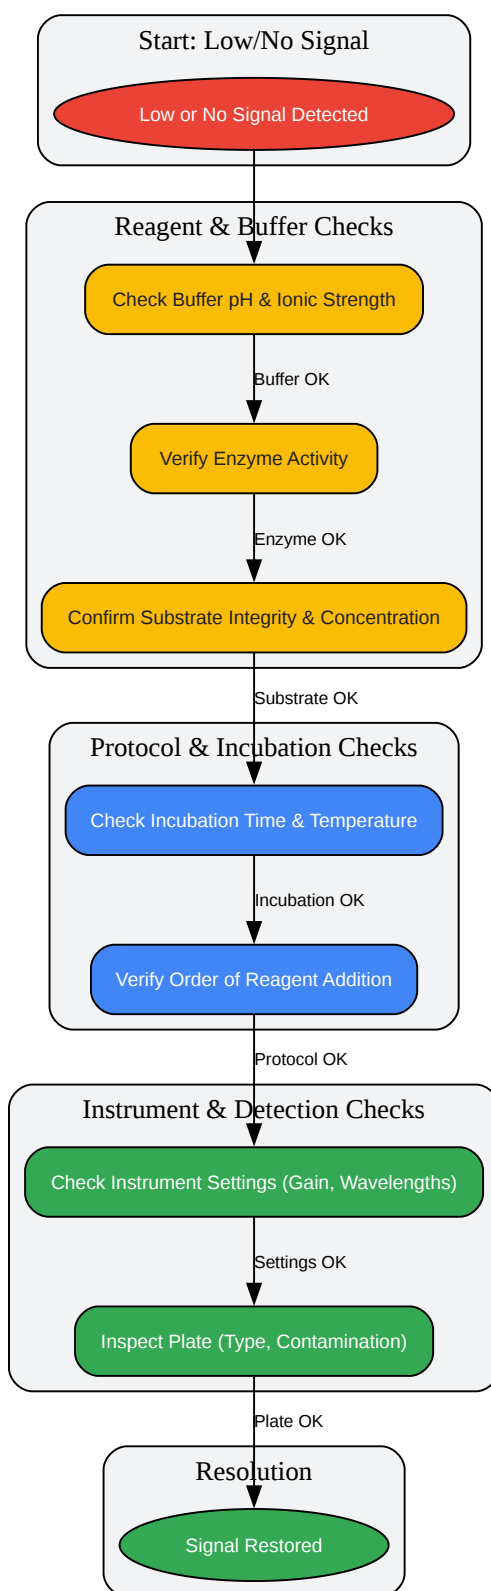 Start: Low/No Signal
Low or No Signal Detected
Reagent & Buffer Checks
Check Buffer pH & Ionic Strength
Buffer OK
Verify Enzyme Activity
Enzyme OK
Confirm Substrate Integrity & Concentration
Substrate OK
Protocol & Incubation Checks
Check Incubation Time & Temperature
Incubation OK
Verify Order of Reagent Addition
Protocol OK
Instrument & Detection Checks
Check Instrument Settings (Gain, Wavelengths)
Settings OK
Inspect Plate (Type, Contamination)
Plate OK
Resolution
Signal Restored